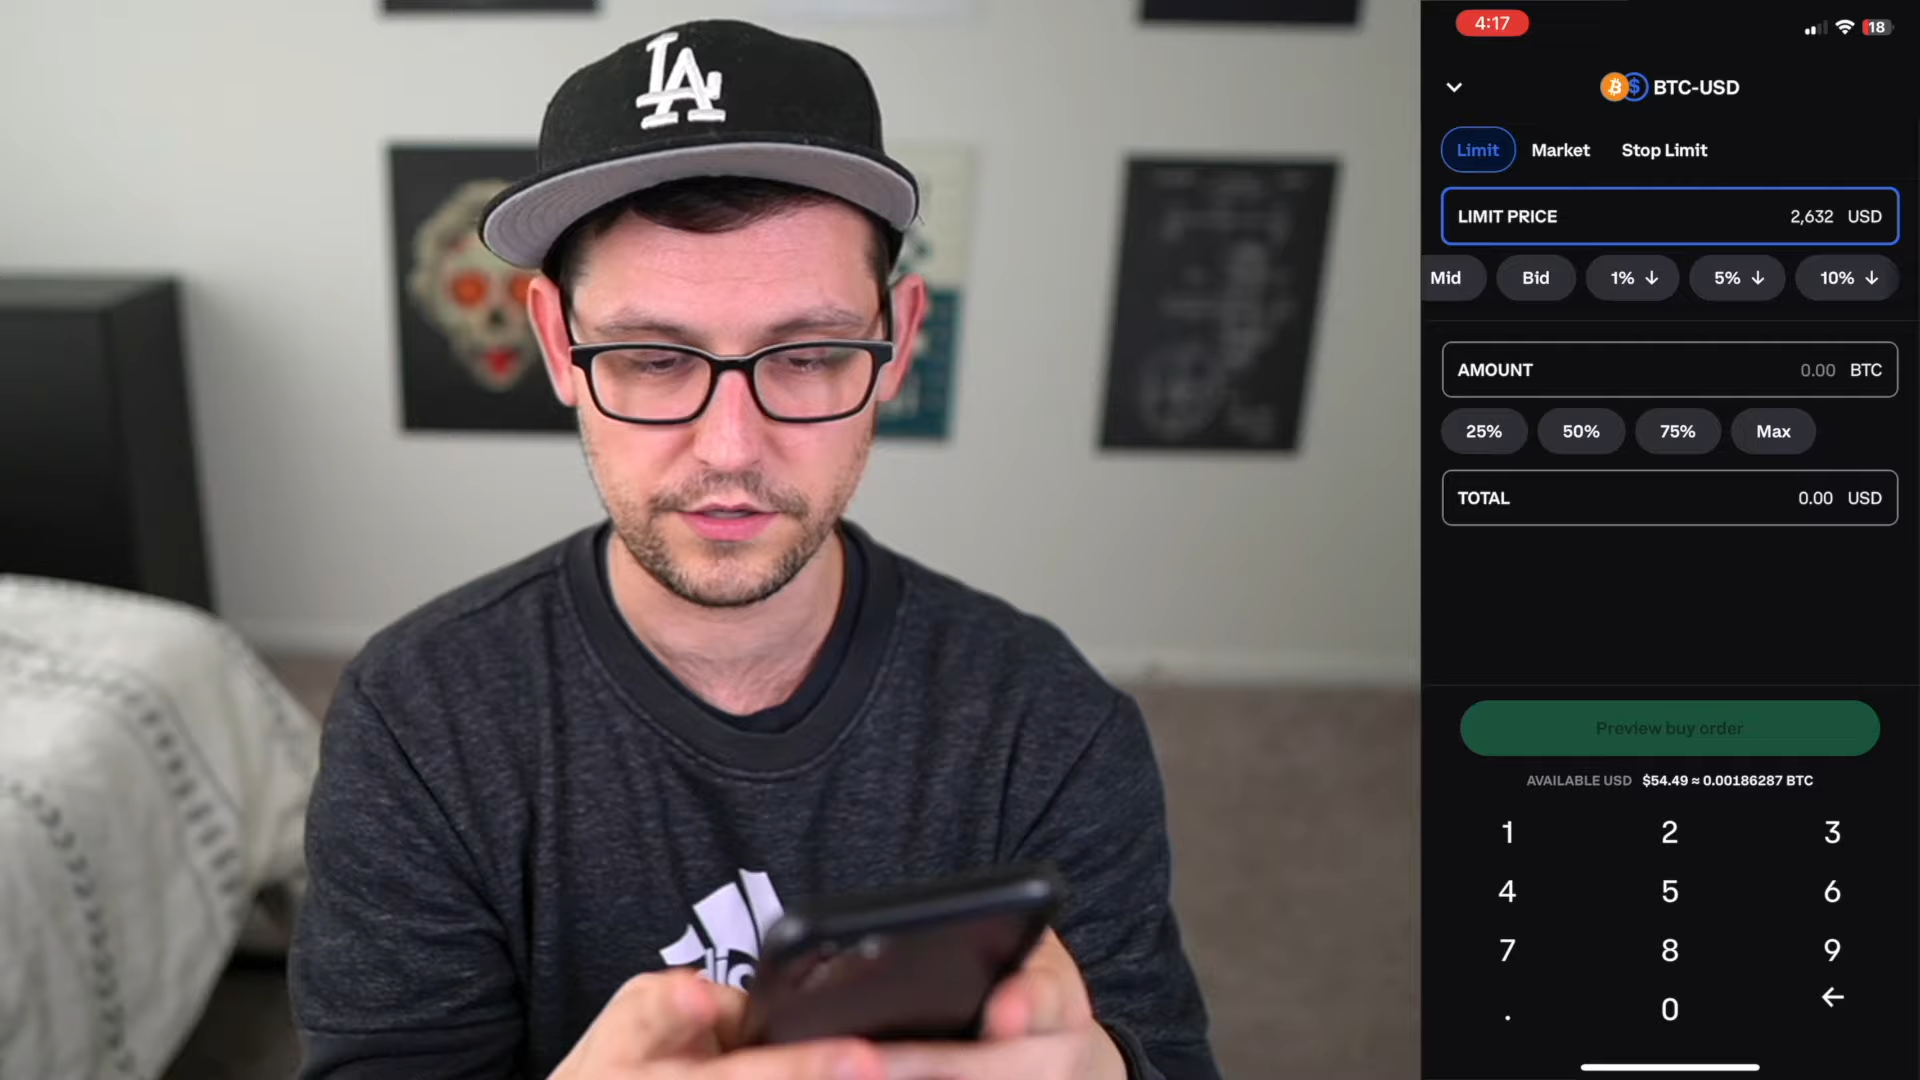 LA
4:17
18
BTC-USD
Limit Market Stop Limit
LIMIT PRICE 2,632 USD
Mid Bid 1% ↓ 5% ↓ 10% ↓
AMOUNT 0.00 BTC
25% 50% 75% Max
TOTAL 0.00 USD
Preview buy order
AVAILABLE USD $54.49 ≈ 0.00186287 BTC
1 2 3
4 5 6
7 8 9
. 0 ←